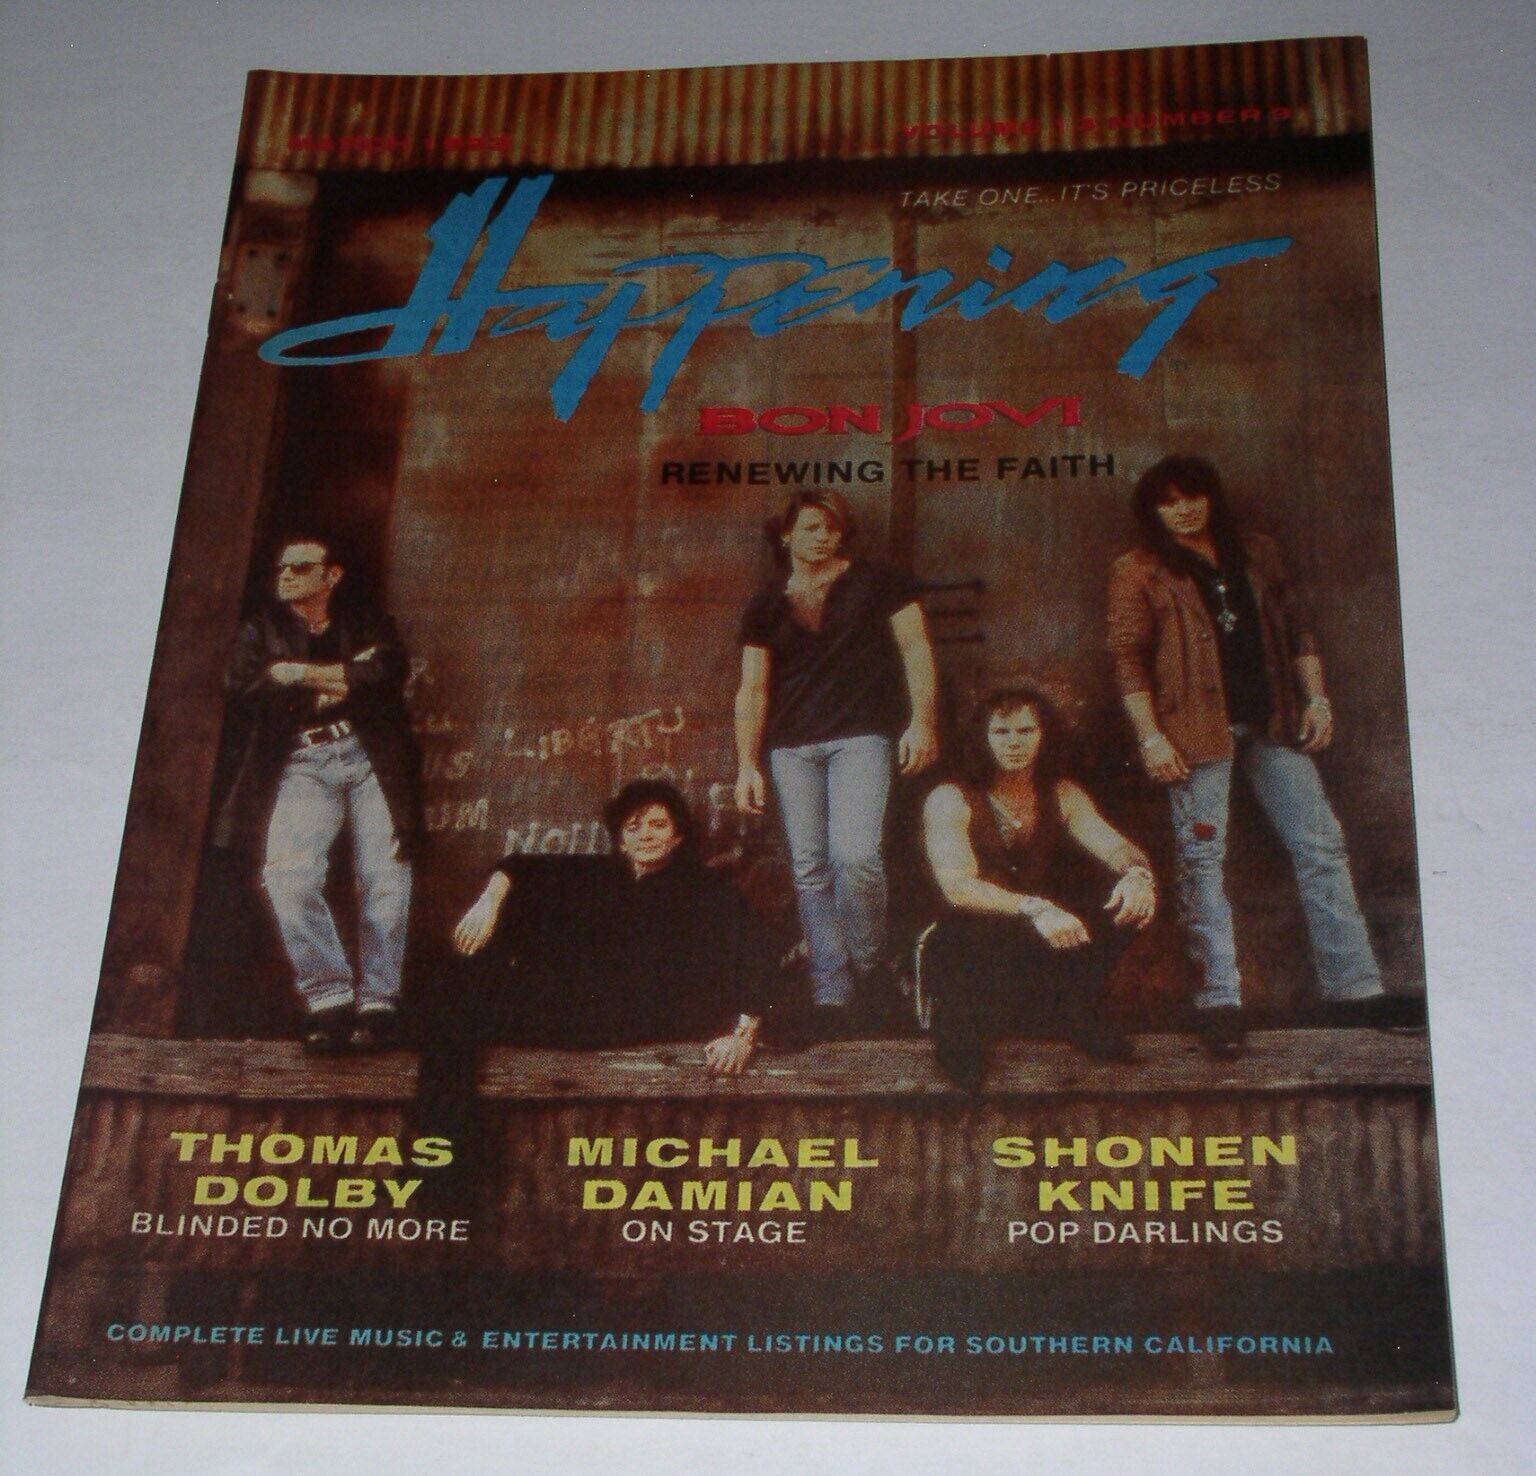 MARCH 1993
VOLUME 13 NUMBER 9
TAKE ONE...IT'S PRICELESS
Happening
BON JOVI
RENEWING THE FAITH
LIBERTY
THOMAS
DOLBY
BLINDED NO MORE
MICHAEL
DAMIAN
ON STAGE
SHONEN
KNIFE
POP DARLINGS
COMPLETE LIVE MUSIC & ENTERTAINMENT LISTINGS FOR SOUTHERN CALIFORNIA